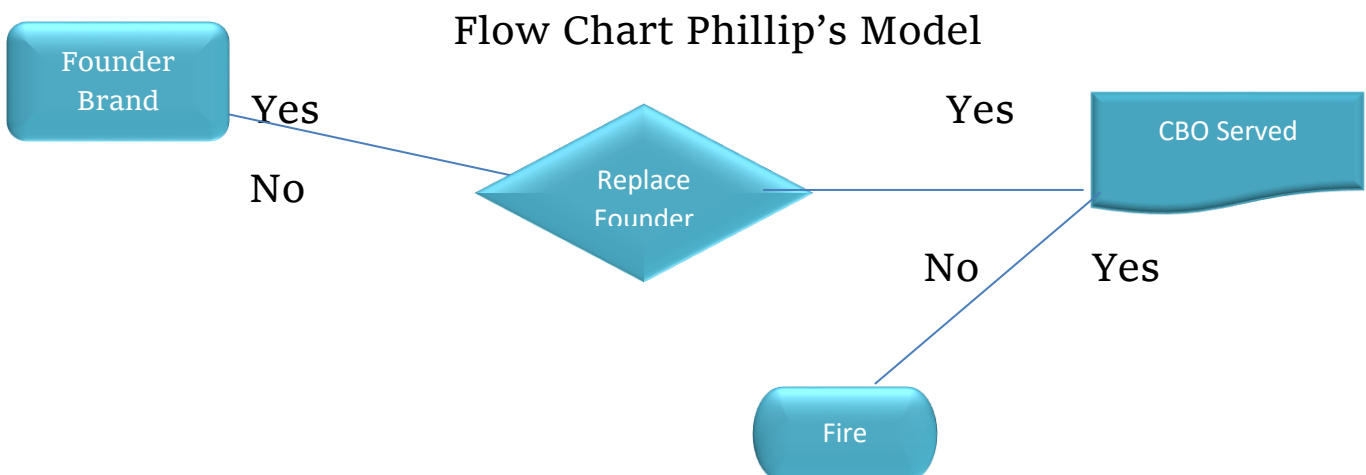 Flow Chart Phillip’s Model
Founder
Brand
Yes
No
Replace
Founder
Yes
CBO Served
No
Yes
Fire